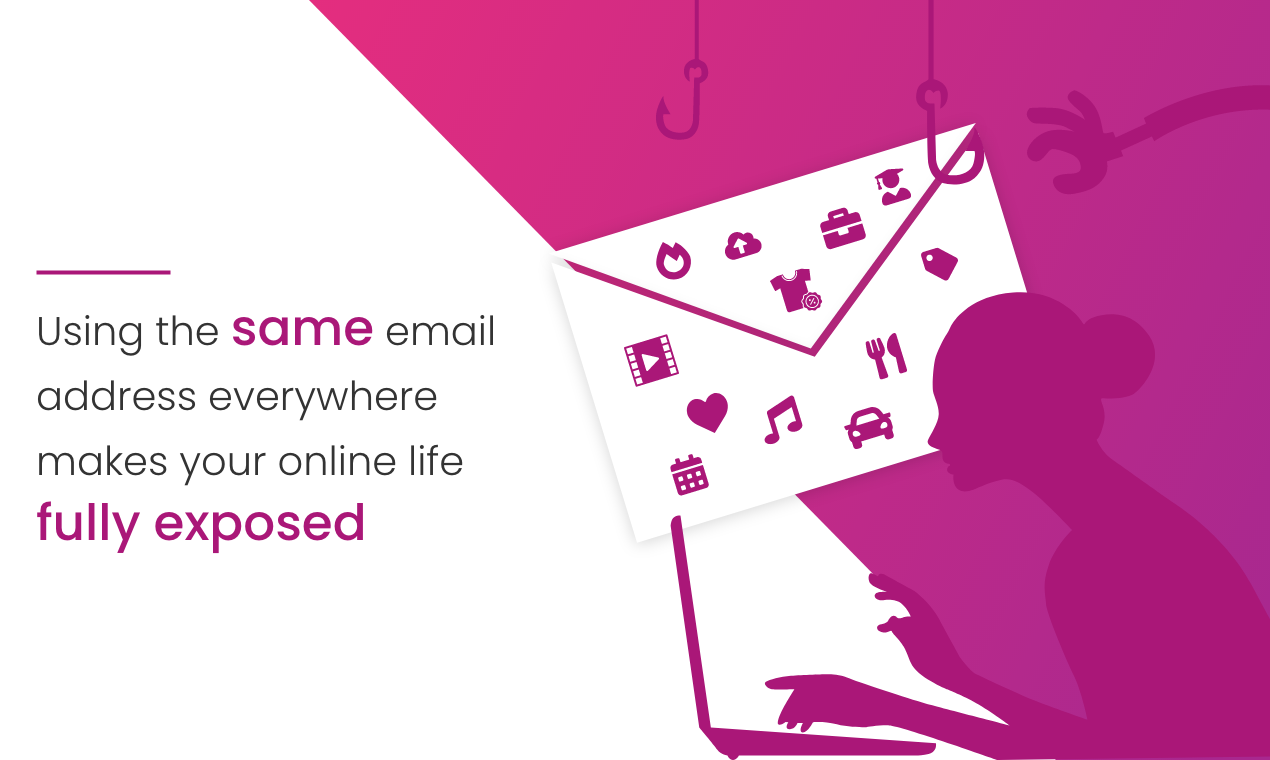 Using the same email
address everywhere
makes your online life
fully exposed